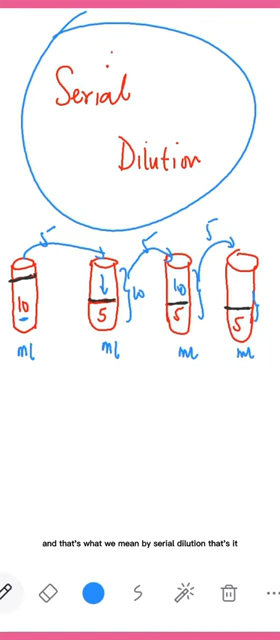 Serial
Dilution
5 5 5
10 5 10 10 5 5
ml ml ml ml
and that's what we mean by serial dilution that's it